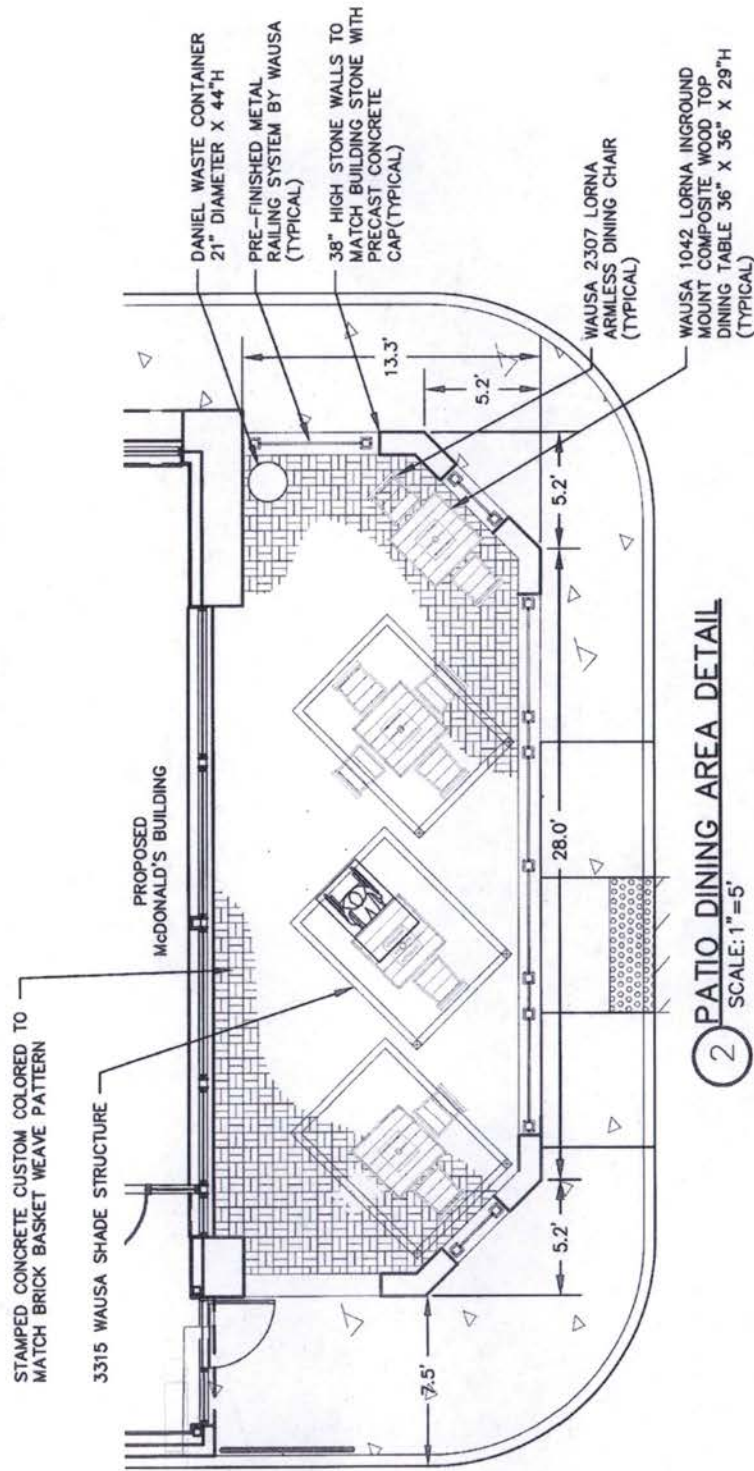 STAMPED CONCRETE CUSTOM COLORED TO
MATCH BRICK BASKET WEAVE PATTERN
3315 WAUSA SHADE STRUCTURE
PROPOSED
McDONALD'S BUILDING
DANIEL WASTE CONTAINER
21" DIAMETER X 44"H
PRE-FINISHED METAL
RAILING SYSTEM BY WAUSA
(TYPICAL)
38" HIGH STONE WALLS TO
MATCH BUILDING STONE WITH
PRECAST CONCRETE
CAP(TYPICAL)
WAUSA 2307 LORNA
ARMLESS DINING CHAIR
(TYPICAL)
WAUSA 1042 LORNA INGROUND
MOUNT COMPOSITE WOOD TOP
DINING TABLE 36" X 36" X 29"H
(TYPICAL)
13.3'
5.2'
5.2'
28.0'
5.2'
7.5'
2 PATIO DINING AREA DETAIL
SCALE:1"=5'